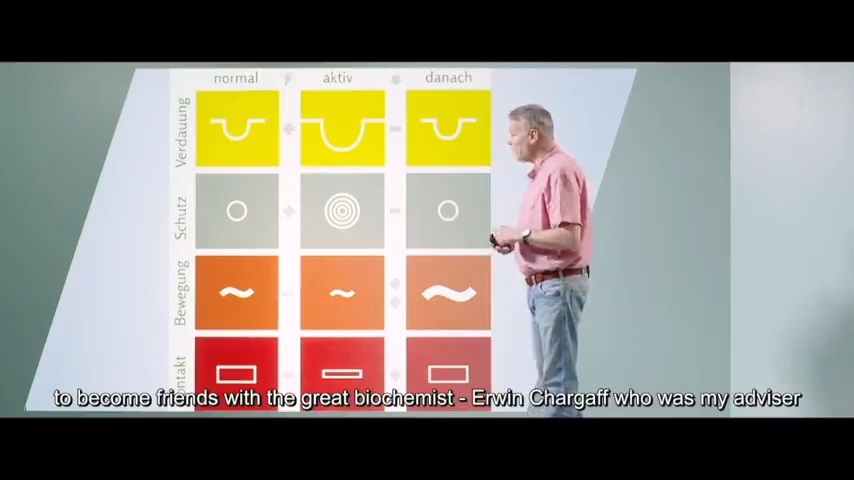 normal aktiv danach
Verdauung
Schutz
Bewegung
ontakt
to become friends with the great biochemist - Erwin Chargaff who was my adviser